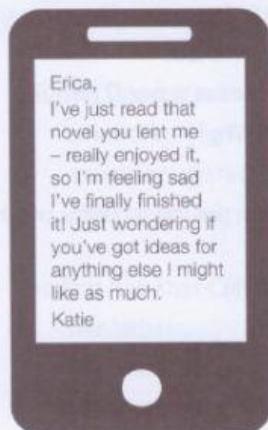 Erica,
I've just read that
novel you lent me
– really enjoyed it,
so I'm feeling sad
I've finally finished
it! Just wondering if
you've got ideas for
anything else I might
like as much.
Katie